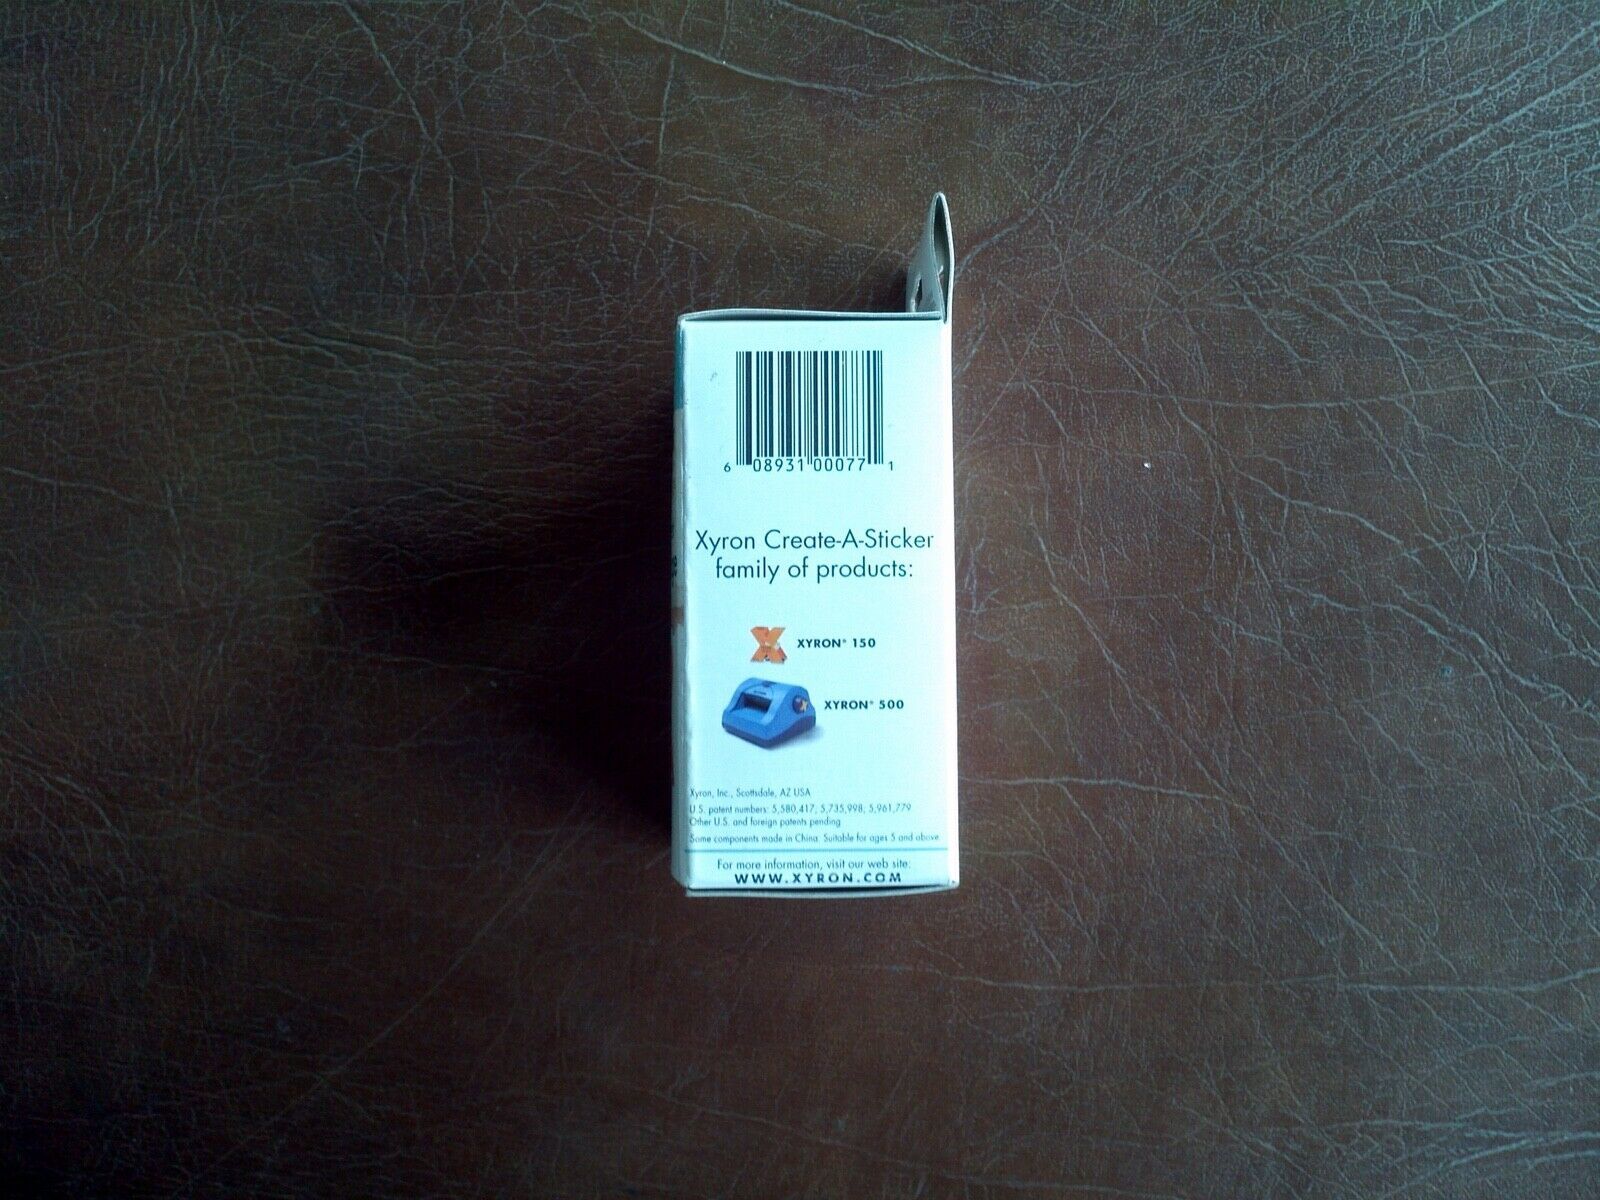 6 08931 00077 1
Xyron Create-A-Sticker
family of products:
XYRON® 150
XYRON® 500
Xyron, Inc., Scottsdale, AZ USA
U.S. patent numbers: 5,580,417; 5,735,998; 5,961,779
Other U.S. and foreign patents pending
Some components made in China. Suitable for ages 5 and above.
For more information, visit our web site:
WWW.XYRON.COM